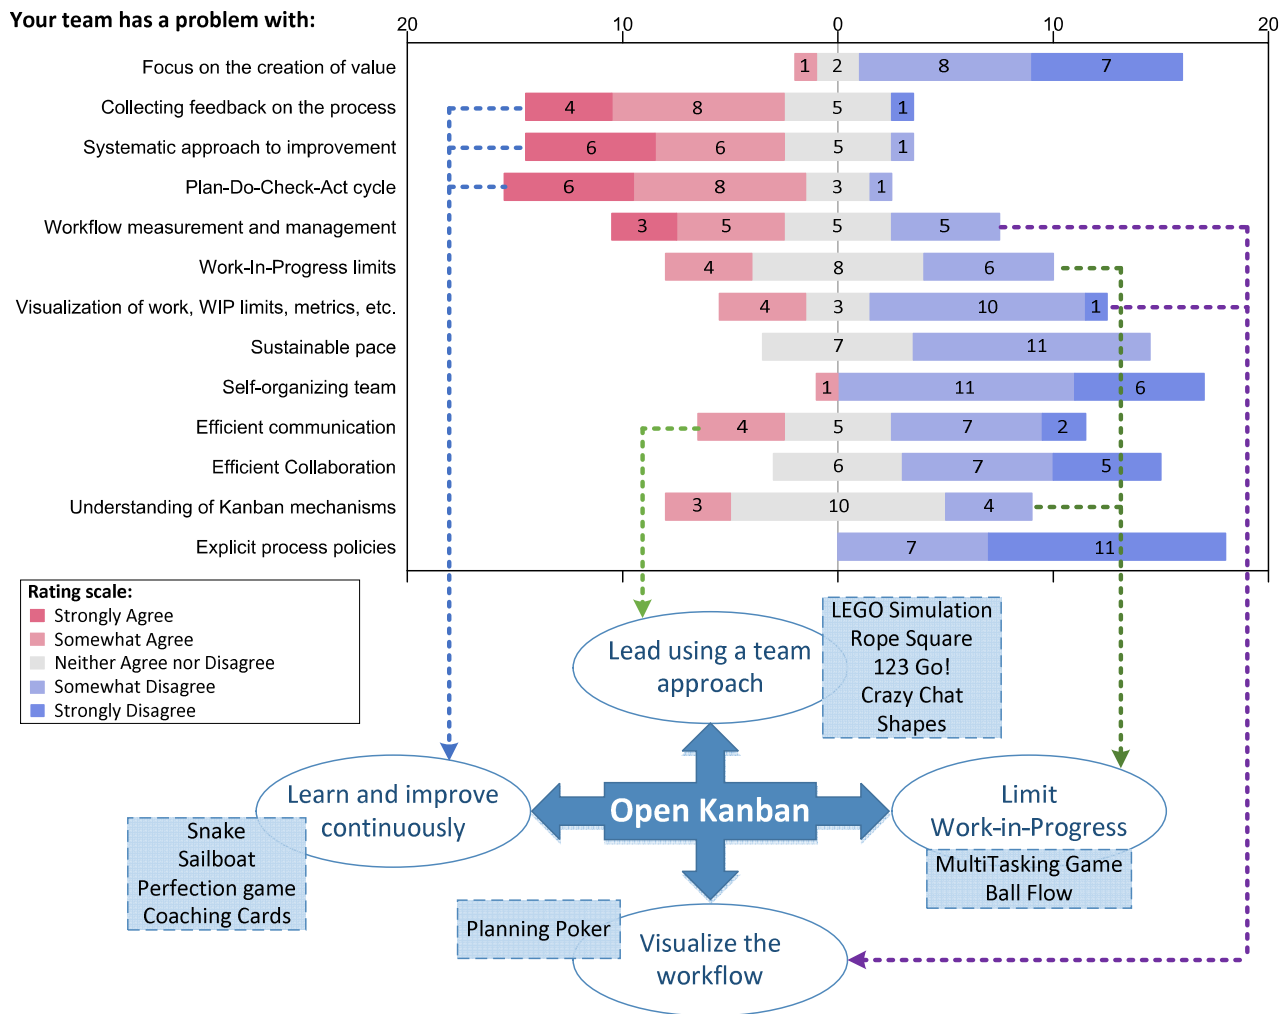 Your team has a problem with:
20 10 0 10 20
Focus on the creation of value 1 2 8 7
Collecting feedback on the process 4 8 5 1
Systematic approach to improvement 6 6 5 1
Plan-Do-Check-Act cycle 6 8 3 1
Workflow measurement and management 3 5 5 5
Work-In-Progress limits 4 8 6
Visualization of work, WIP limits, metrics, etc. 4 3 10 1
Sustainable pace 7 11
Self-organizing team 1 11 6
Efficient communication 4 5 7 2
Efficient Collaboration 6 7 5
Understanding of Kanban mechanisms 3 10 4
Explicit process policies 7 11
20 10 0 10 20
Rating scale:
Strongly Agree
Somewhat Agree
Neither Agree nor Disagree
Somewhat Disagree
Strongly Disagree
Lead using a team
approach
LEGO Simulation
Rope Square
123 Go!
Crazy Chat
Shapes
Learn and improve
continuously
Snake
Sailboat
Perfection game
Coaching Cards
Open Kanban
Limit
Work-in-Progress
MultiTasking Game
Ball Flow
Planning Poker
Visualize the
workflow